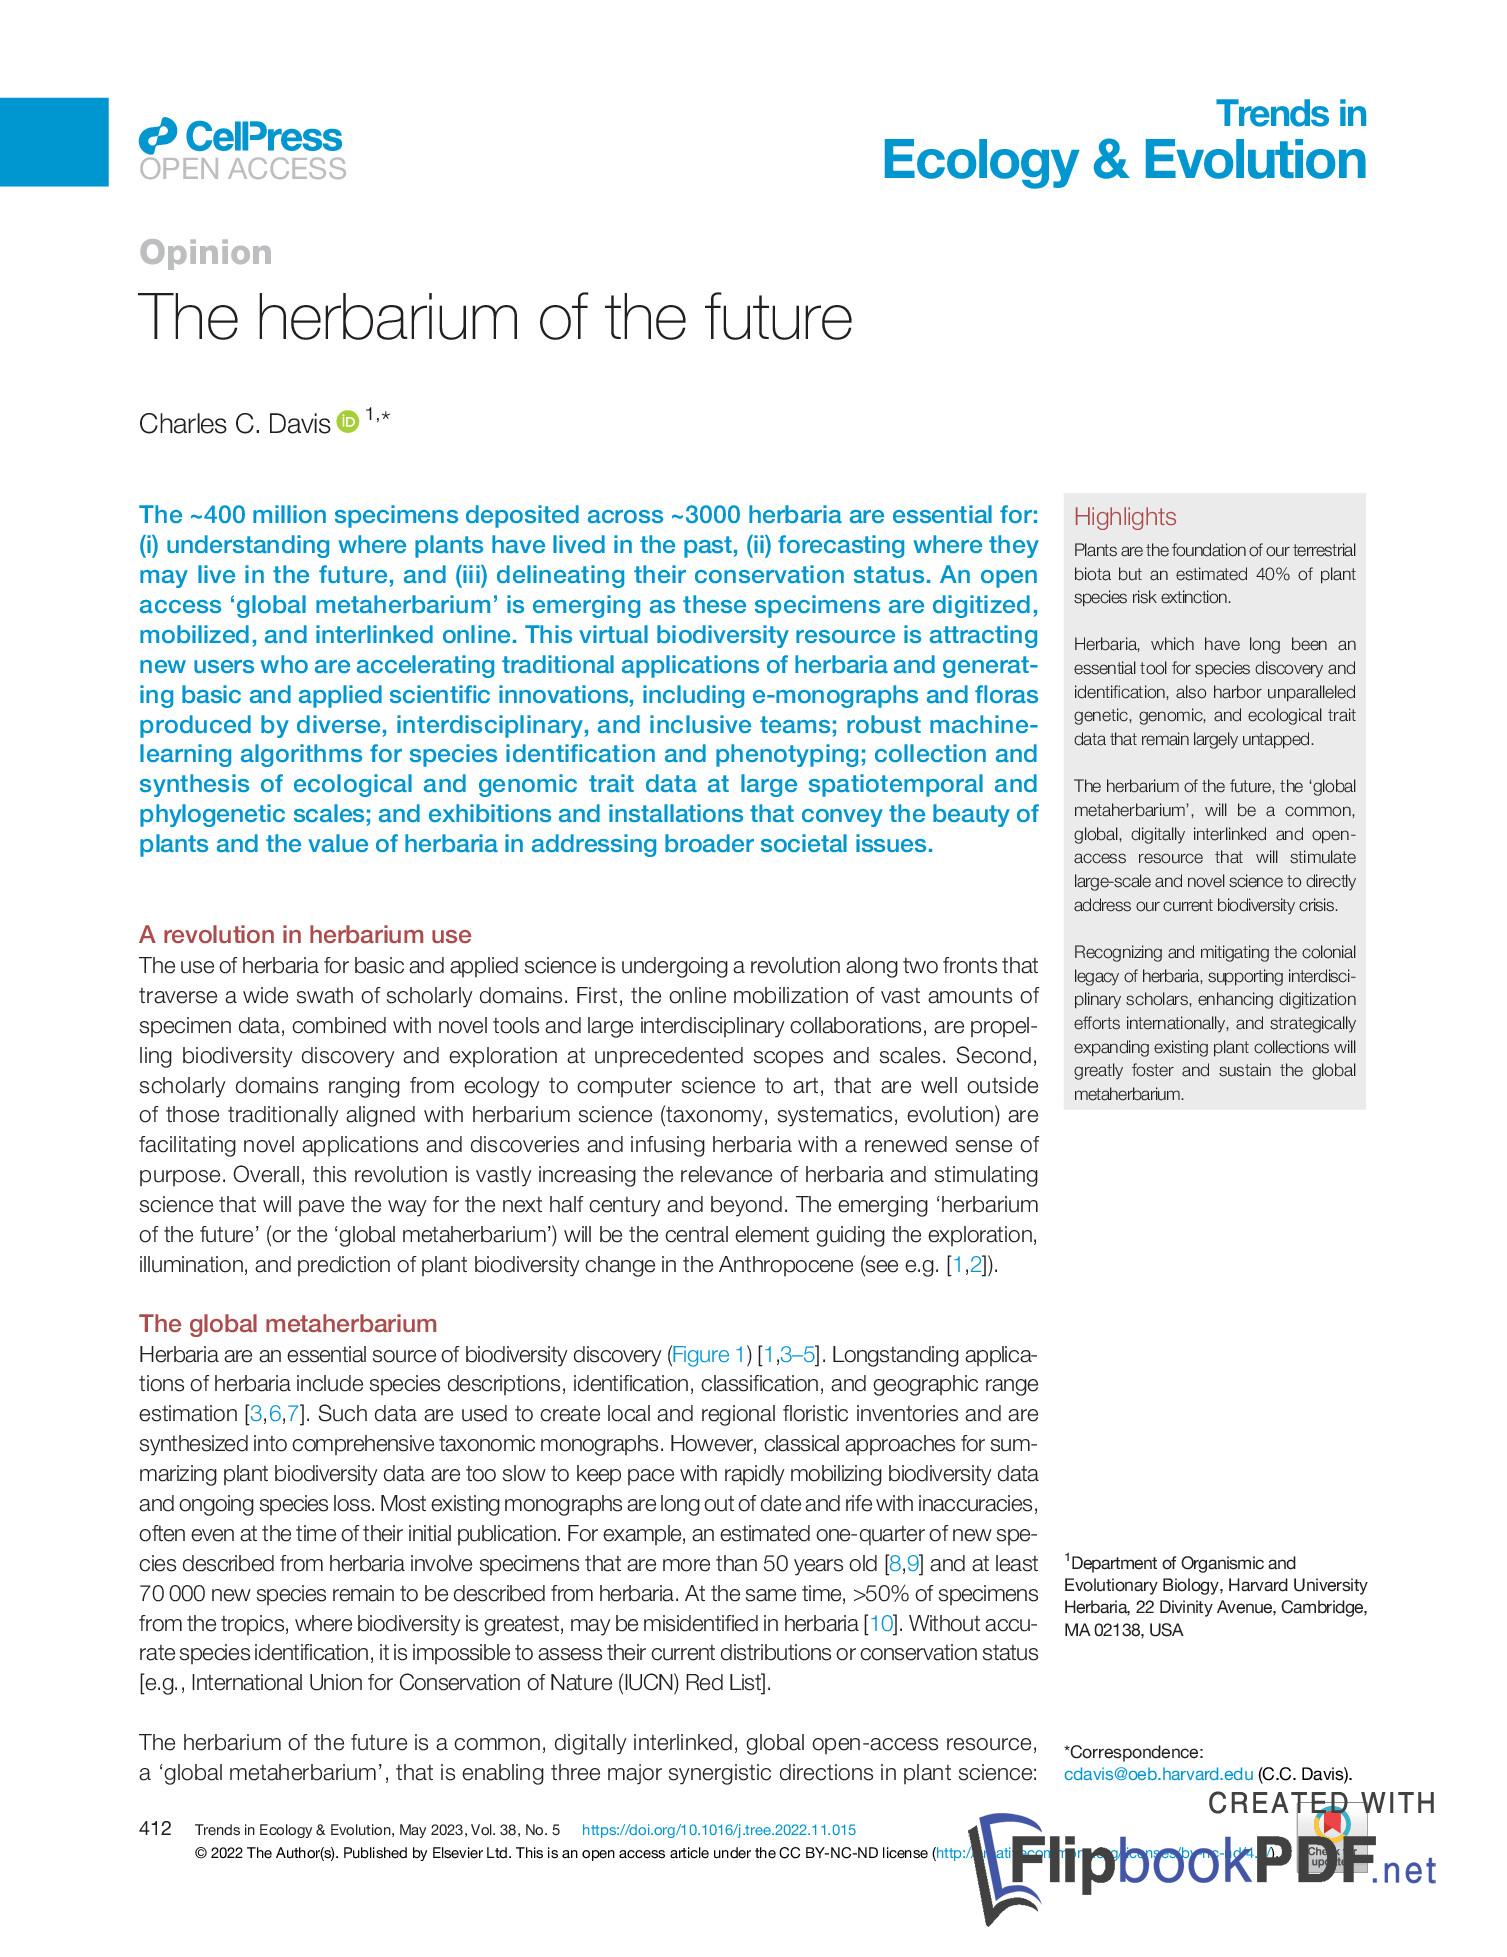 CellPress
OPEN ACCESS
Trends in
Ecology & Evolution
Opinion
The herbarium of the future
Charles C. Davis iD 1,*
The ~400 million specimens deposited across ~3000 herbaria are essential for:
(i) understanding where plants have lived in the past, (ii) forecasting where they
may live in the future, and (iii) delineating their conservation status. An open
access ‘global metaherbarium’ is emerging as these specimens are digitized,
mobilized, and interlinked online. This virtual biodiversity resource is attracting
new users who are accelerating traditional applications of herbaria and generat-
ing basic and applied scientific innovations, including e-monographs and floras
produced by diverse, interdisciplinary, and inclusive teams; robust machine-
learning algorithms for species identification and phenotyping; collection and
synthesis of ecological and genomic trait data at large spatiotemporal and
phylogenetic scales; and exhibitions and installations that convey the beauty of
plants and the value of herbaria in addressing broader societal issues.
A revolution in herbarium use
The use of herbaria for basic and applied science is undergoing a revolution along two fronts that
traverse a wide swath of scholarly domains. First, the online mobilization of vast amounts of
specimen data, combined with novel tools and large interdisciplinary collaborations, are propel-
ling biodiversity discovery and exploration at unprecedented scopes and scales. Second,
scholarly domains ranging from ecology to computer science to art, that are well outside
of those traditionally aligned with herbarium science (taxonomy, systematics, evolution) are
facilitating novel applications and discoveries and infusing herbaria with a renewed sense of
purpose. Overall, this revolution is vastly increasing the relevance of herbaria and stimulating
science that will pave the way for the next half century and beyond. The emerging ‘herbarium
of the future’ (or the ‘global metaherbarium’) will be the central element guiding the exploration,
illumination, and prediction of plant biodiversity change in the Anthropocene (see e.g. [1,2]).
The global metaherbarium
Herbaria are an essential source of biodiversity discovery (Figure 1) [1,3–5]. Longstanding applica-
tions of herbaria include species descriptions, identification, classification, and geographic range
estimation [3,6,7]. Such data are used to create local and regional floristic inventories and are
synthesized into comprehensive taxonomic monographs. However, classical approaches for sum-
marizing plant biodiversity data are too slow to keep pace with rapidly mobilizing biodiversity data
and ongoing species loss. Most existing monographs are long out of date and rife with inaccuracies,
often even at the time of their initial publication. For example, an estimated one-quarter of new spe-
cies described from herbaria involve specimens that are more than 50 years old [8,9] and at least
70 000 new species remain to be described from herbaria. At the same time, >50% of specimens
from the tropics, where biodiversity is greatest, may be misidentified in herbaria [10]. Without accu-
rate species identification, it is impossible to assess their current distributions or conservation status
[e.g., International Union for Conservation of Nature (IUCN) Red List].
The herbarium of the future is a common, digitally interlinked, global open-access resource,
a ‘global metaherbarium’, that is enabling three major synergistic directions in plant science:
Highlights
Plants are the foundation of our terrestrial
biota but an estimated 40% of plant
species risk extinction.
Herbaria, which have long been an
essential tool for species discovery and
identification, also harbor unparalleled
genetic, genomic, and ecological trait
data that remain largely untapped.
The herbarium of the future, the ‘global
metaherbarium’, will be a common,
global, digitally interlinked and open-
access resource that will stimulate
large-scale and novel science to directly
address our current biodiversity crisis.
Recognizing and mitigating the colonial
legacy of herbaria, supporting interdisci-
plinary scholars, enhancing digitization
efforts internationally, and strategically
expanding existing plant collections will
greatly foster and sustain the global
metaherbarium.
1Department of Organismic and
Evolutionary Biology, Harvard University
Herbaria, 22 Divinity Avenue, Cambridge,
MA 02138, USA
*Correspondence:
cdavis@oeb.harvard.edu (C.C. Davis).
412 Trends in Ecology & Evolution, May 2023, Vol. 38, No. 5 https://doi.org/10.1016/j.tree.2022.11.015
© 2022 The Author(s). Published by Elsevier Ltd. This is an open access article under the CC BY-NC-ND license
CREATED WITH
FlipbookPDF.net